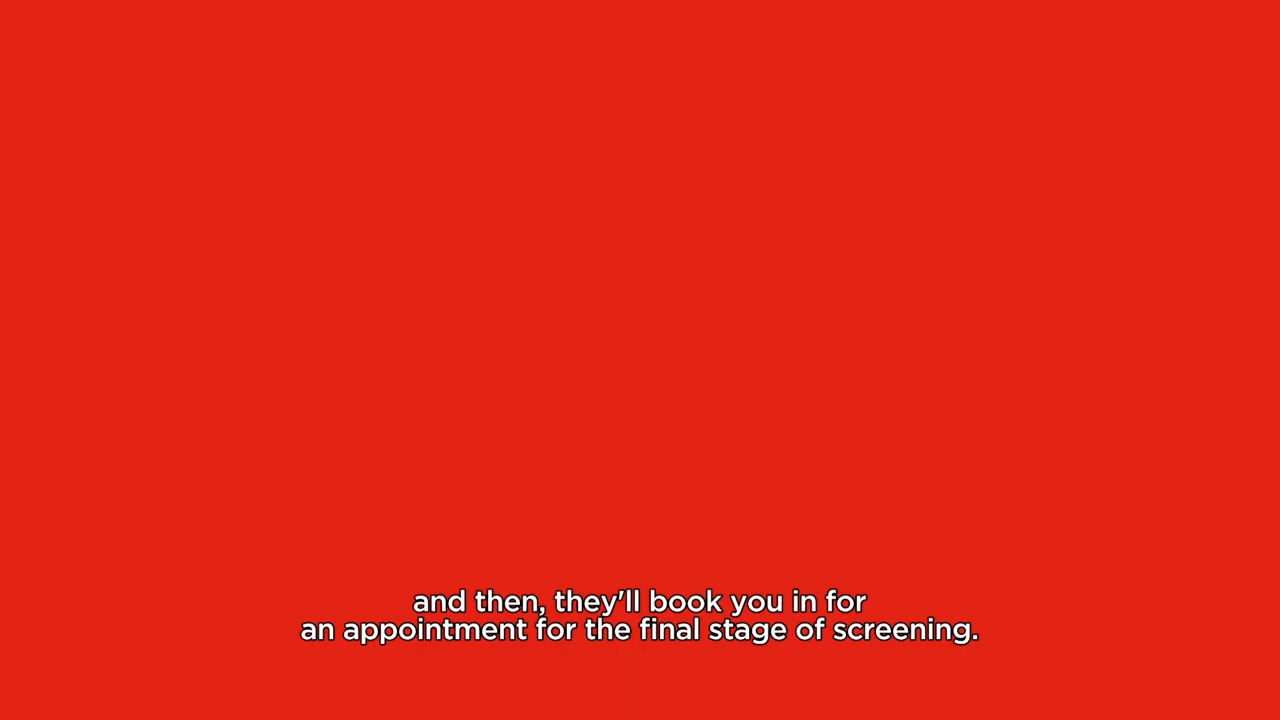 and then, they'll book you in for
an appointment for the final stage of screening.